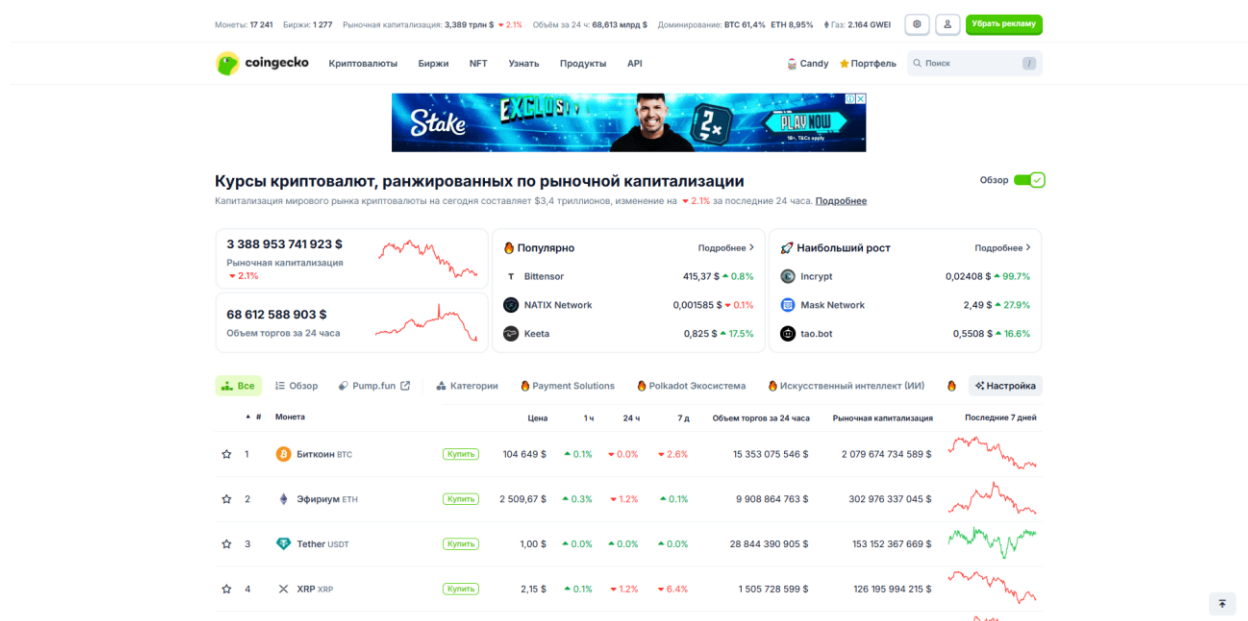 Монеты: 17 241 Биржи: 1 277 Рыночная капитализация: 3,389 трлн $ 2.1% Объём за 24 ч: 68,613 млрд $ Доминирование: BTC 61,4% ETH 8,95% Газ: 2.164 GWEI Убрать рекламу
coingecko Криптовалюты Биржи NFT Узнать Продукты API Candy Портфель Поиск /
Stake EXCLUSIV 2x PLAY NOW
18+, T&Cs apply
Курсы криптовалют, ранжированных по рыночной капитализации Обзор
Капитализация мирового рынка криптовалюты на сегодня составляет $3,4 триллионов, изменение на 2.1% за последние 24 часа. Подробнее
3 388 953 741 923 $
Рыночная капитализация
2.1%
68 612 588 903 $
Объем торгов за 24 часа
Популярно Подробнее
T Bittensor 415,37 $ 0.8%
NATIX Network 0,001585 $ 0.1%
Keeta 0,825 $ 17.5%
Наибольший рост Подробнее
Incrypt 0,02408 $ 99.7%
Mask Network 2,49 $ 27.9%
tao.bot 0,5508 $ 16.6%
Все Обзор Pump.fun Категории Payment Solutions Polkadot Экосистема Искусственный интеллект (ИИ) Настройка
# Монета Цена 1 ч 24 ч 7 д Объем торгов за 24 часа Рыночная капитализация Последние 7 дней
1 Биткоин BTC Купить 104 649 $ 0.1% 0.0% 2.6% 15 353 075 546 $ 2 079 674 734 589 $
2 Эфириум ETH Купить 2 509,67 $ 0.3% 1.2% 0.1% 9 908 864 763 $ 302 976 337 045 $
3 Tether USDT Купить 1,00 $ 0.0% 0.0% 0.0% 28 844 390 905 $ 153 152 367 669 $
4 XRP XRP Купить 2,15 $ 0.1% 1.2% 6.4% 1 505 728 599 $ 126 195 994 215 $